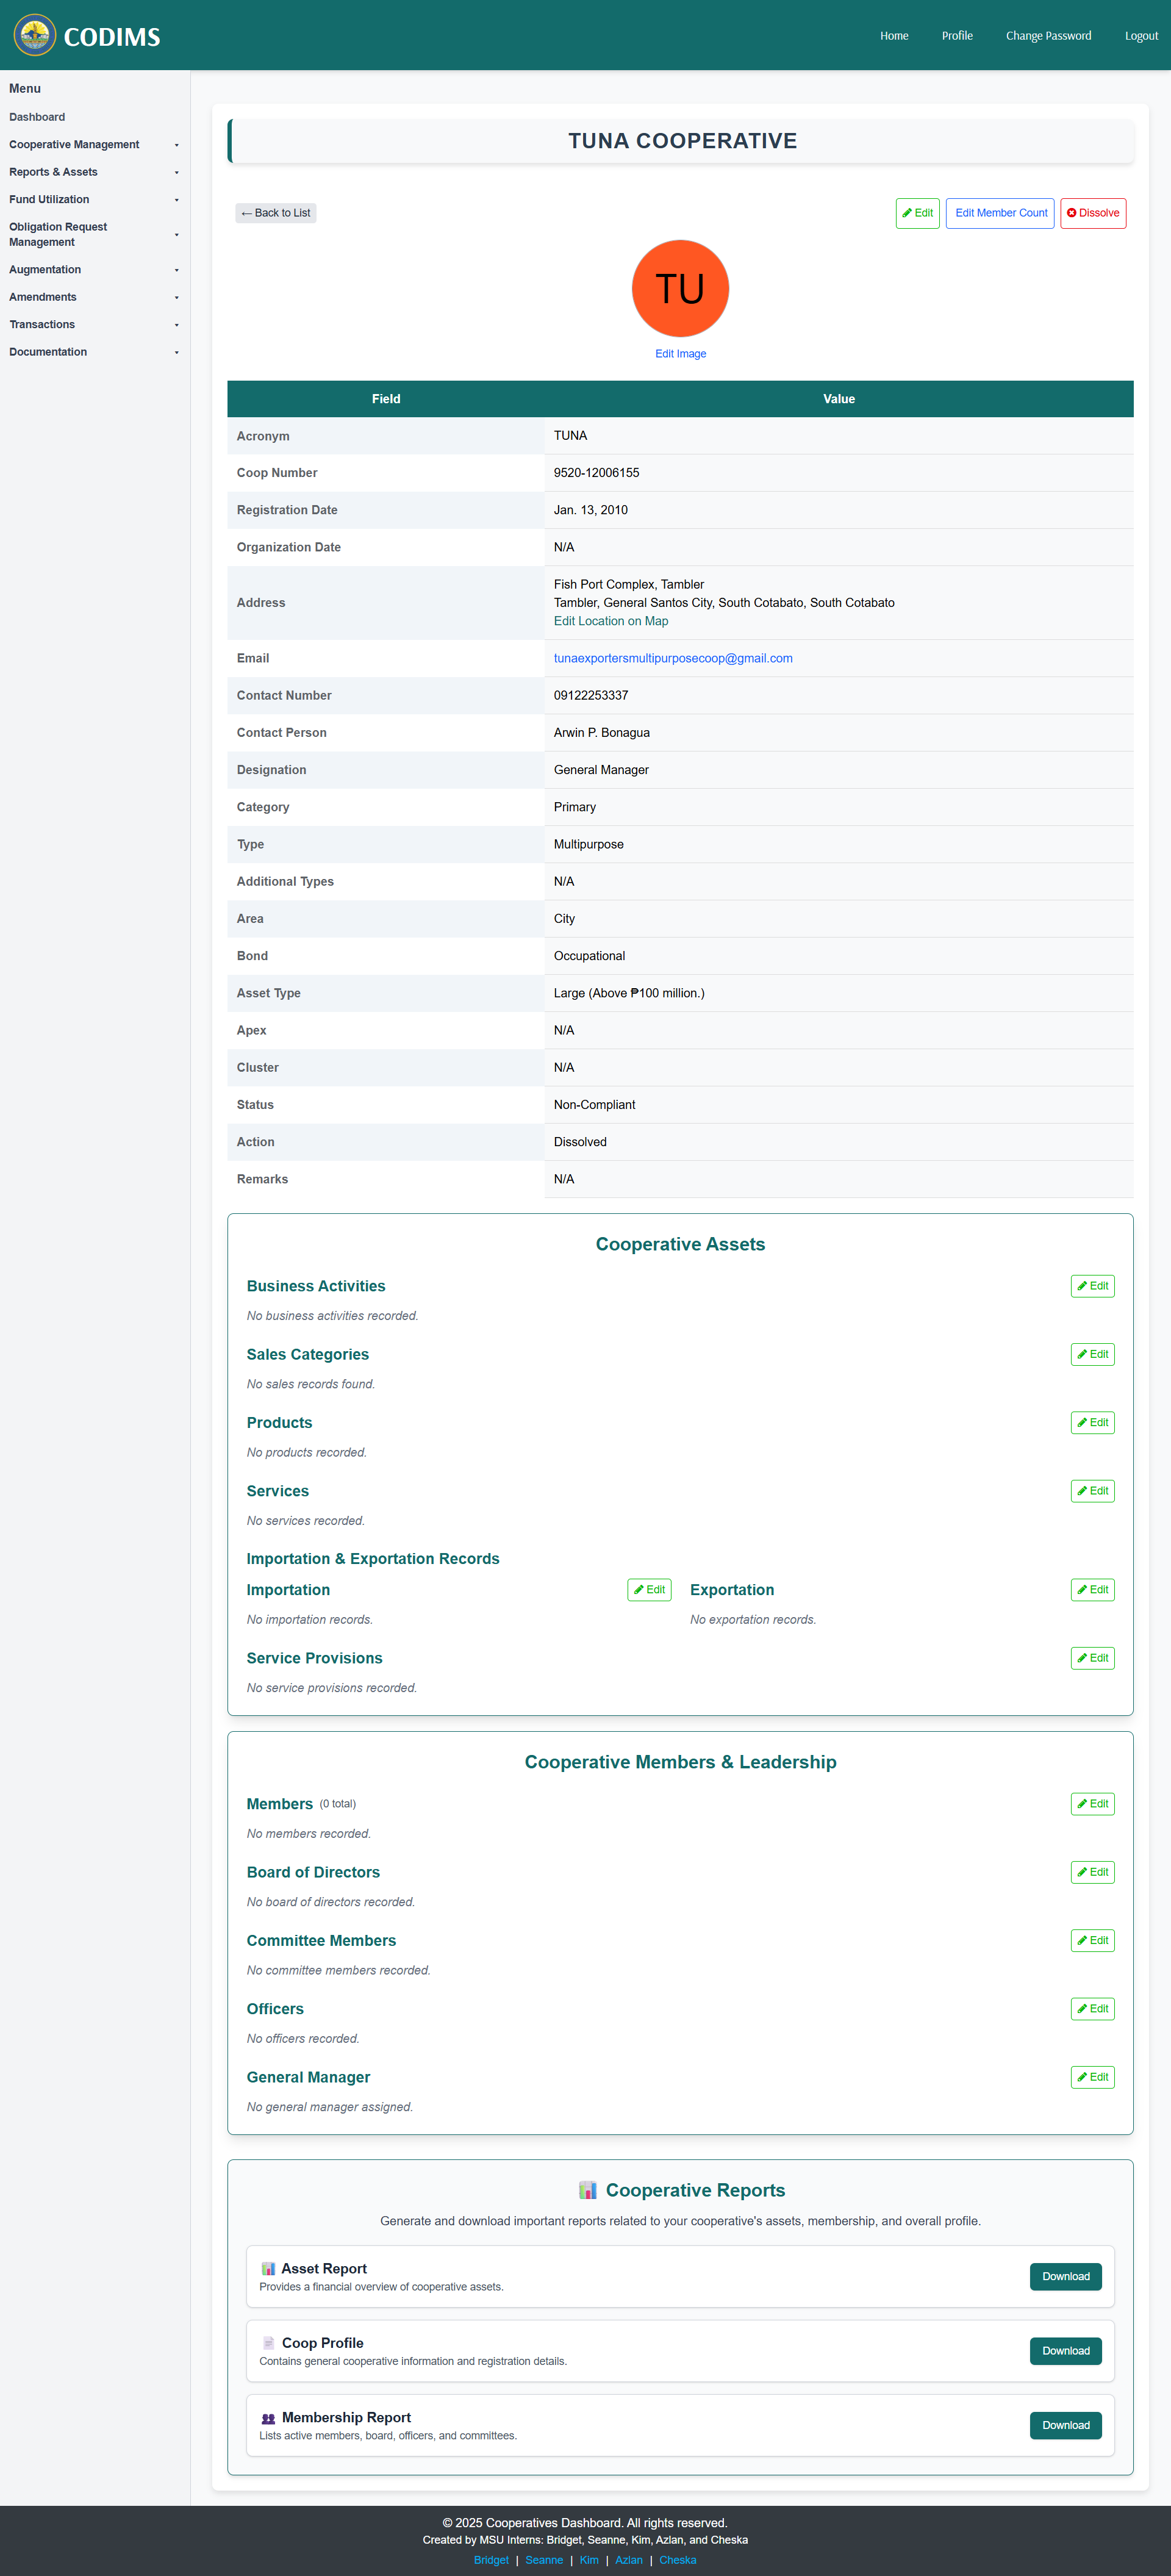 CODIMS
Home Profile Change Password Logout
Menu
Dashboard
Cooperative Management
Reports & Assets
Fund Utilization
Obligation Request
Management
Augmentation
Amendments
Transactions
Documentation
TUNA COOPERATIVE
← Back to List
Edit Edit Member Count Dissolve
TU
Edit Image
Field Value
Acronym TUNA
Coop Number 9520-12006155
Registration Date Jan. 13, 2010
Organization Date N/A
Address
Fish Port Complex, Tambler
Tambler, General Santos City, South Cotabato, South Cotabato
Edit Location on Map
Email tunaexportersmultipurposecoop@gmail.com
Contact Number 09122253337
Contact Person Arwin P. Bonagua
Designation General Manager
Category Primary
Type Multipurpose
Additional Types N/A
Area City
Bond Occupational
Asset Type Large (Above ₱100 million.)
Apex N/A
Cluster N/A
Status Non-Compliant
Action Dissolved
Remarks N/A
Cooperative Assets
Business Activities Edit
No business activities recorded.
Sales Categories Edit
No sales records found.
Products Edit
No products recorded.
Services Edit
No services recorded.
Importation & Exportation Records
Importation Edit
No importation records.
Exportation Edit
No exportation records.
Service Provisions Edit
No service provisions recorded.
Cooperative Members & Leadership
Members (0 total) Edit
No members recorded.
Board of Directors Edit
No board of directors recorded.
Committee Members Edit
No committee members recorded.
Officers Edit
No officers recorded.
General Manager Edit
No general manager assigned.
Cooperative Reports
Generate and download important reports related to your cooperative's assets, membership, and overall profile.
Asset Report
Provides a financial overview of cooperative assets.
Download
Coop Profile
Contains general cooperative information and registration details.
Download
Membership Report
Lists active members, board, officers, and committees.
Download
© 2025 Cooperatives Dashboard. All rights reserved.
Created by MSU Interns: Bridget, Seanne, Kim, Azlan, and Cheska
Bridget | Seanne | Kim | Azlan | Cheska